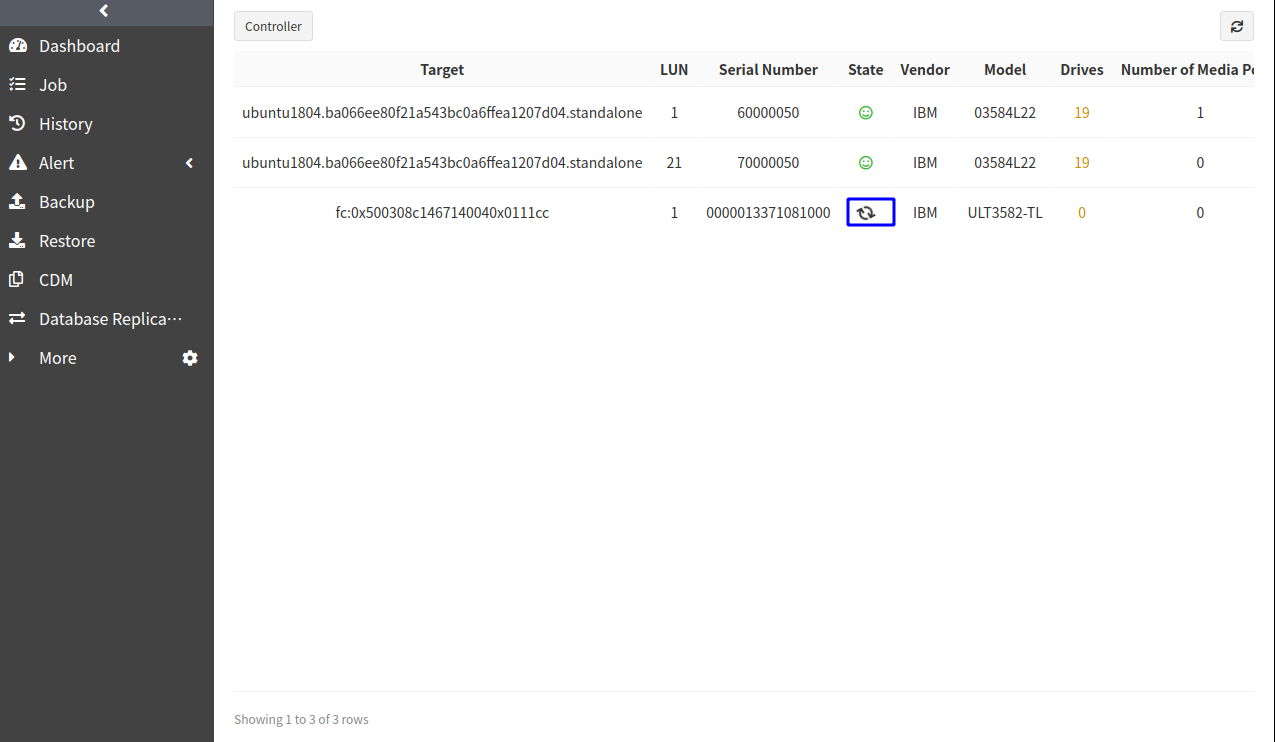 Dashboard
Job
History
Alert
Backup
Restore
CDM
Database Replica···
More
Controller
Target LUN Serial Number State Vendor Model Drives Number of Media Po
ubuntu1804.ba066ee80f21a543bc0a6ffea1207d04.standalone 1 60000050 IBM 03584L22 19 1
ubuntu1804.ba066ee80f21a543bc0a6ffea1207d04.standalone 21 70000050 IBM 03584L22 19 0
fc:0x500308c1467140040x0111cc 1 0000013371081000 IBM ULT3582-TL 0 0
Showing 1 to 3 of 3 rows